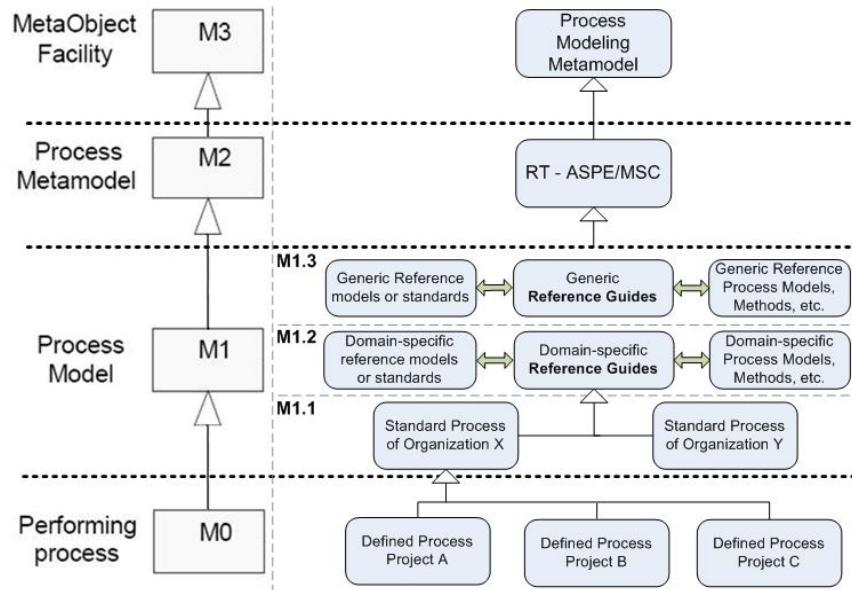 MetaObject
Facility
M3
Process
Modeling
Metamodel
Process
Metamodel
M2
RT - ASPE/MSC
M1.3
Generic Reference
models or standards
Generic
Reference Guides
Generic Reference
Process Models,
Methods, etc.
Process
Model
M1
M1.2
Domain-specific
reference models
or standards
Domain-specific
Reference Guides
Domain-specific
Process Models,
Methods, etc.
M1.1
Standard Process
of Organization X
Standard Process
of Organization Y
Performing
process
M0
Defined Process
Project A
Defined Process
Project B
Defined Process
Project C